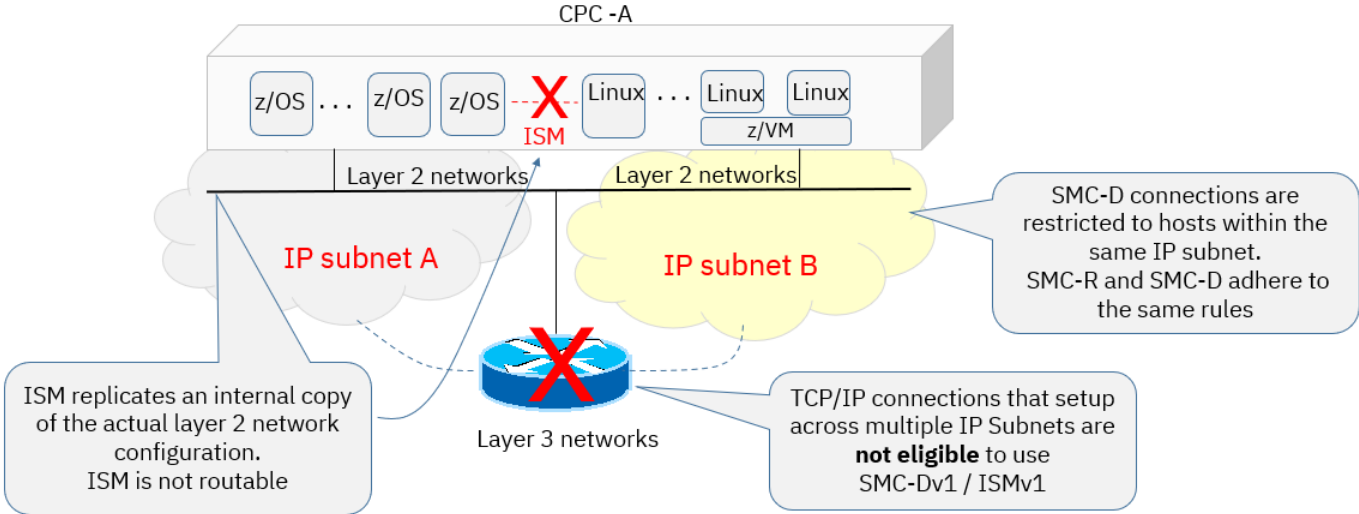 CPC -A
z/OS
. . .
z/OS
z/OS
X
ISM
Linux
. . .
Linux
Linux
z/VM
Layer 2 networks
Layer 2 networks
IP subnet A
IP subnet B
SMC-D connections are
restricted to hosts within the
same IP subnet.
SMC-R and SMC-D adhere to
the same rules
ISM replicates an internal copy
of the actual layer 2 network
configuration.
ISM is not routable
X
Layer 3 networks
TCP/IP connections that setup
across multiple IP Subnets are
not eligible to use
SMC-Dv1 / ISMv1